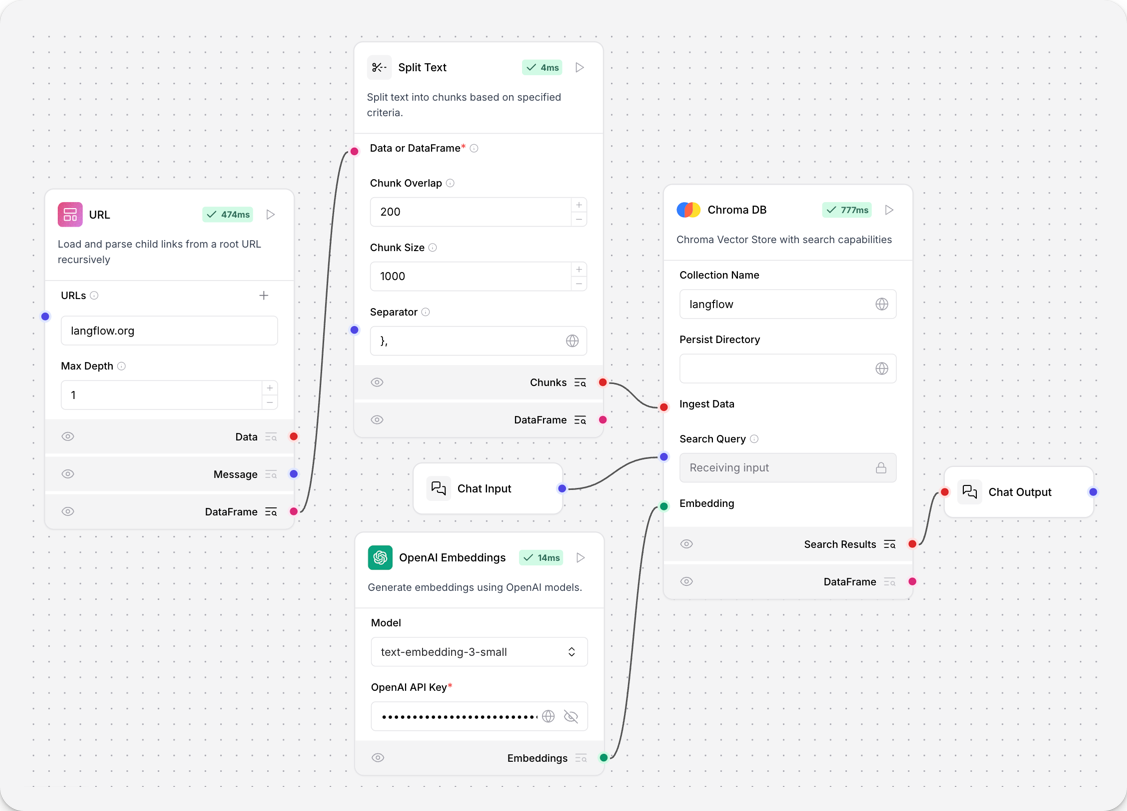 URL
474ms
Load and parse child links from a root URL
recursively
URLs
langflow.org
Max Depth
1
Data
Message
DataFrame
Split Text
4ms
Split text into chunks based on specified
criteria.
Data or DataFrame*
Chunk Overlap
200
Chunk Size
1000
Separator
},
Chunks
DataFrame
Chat Input
OpenAI Embeddings
14ms
Generate embeddings using OpenAI models.
Model
text-embedding-3-small
OpenAI API Key*
Embeddings
Chroma DB
777ms
Chroma Vector Store with search capabilities
Collection Name
langflow
Persist Directory
Ingest Data
Search Query
Receiving input
Embedding
Search Results
DataFrame
Chat Output